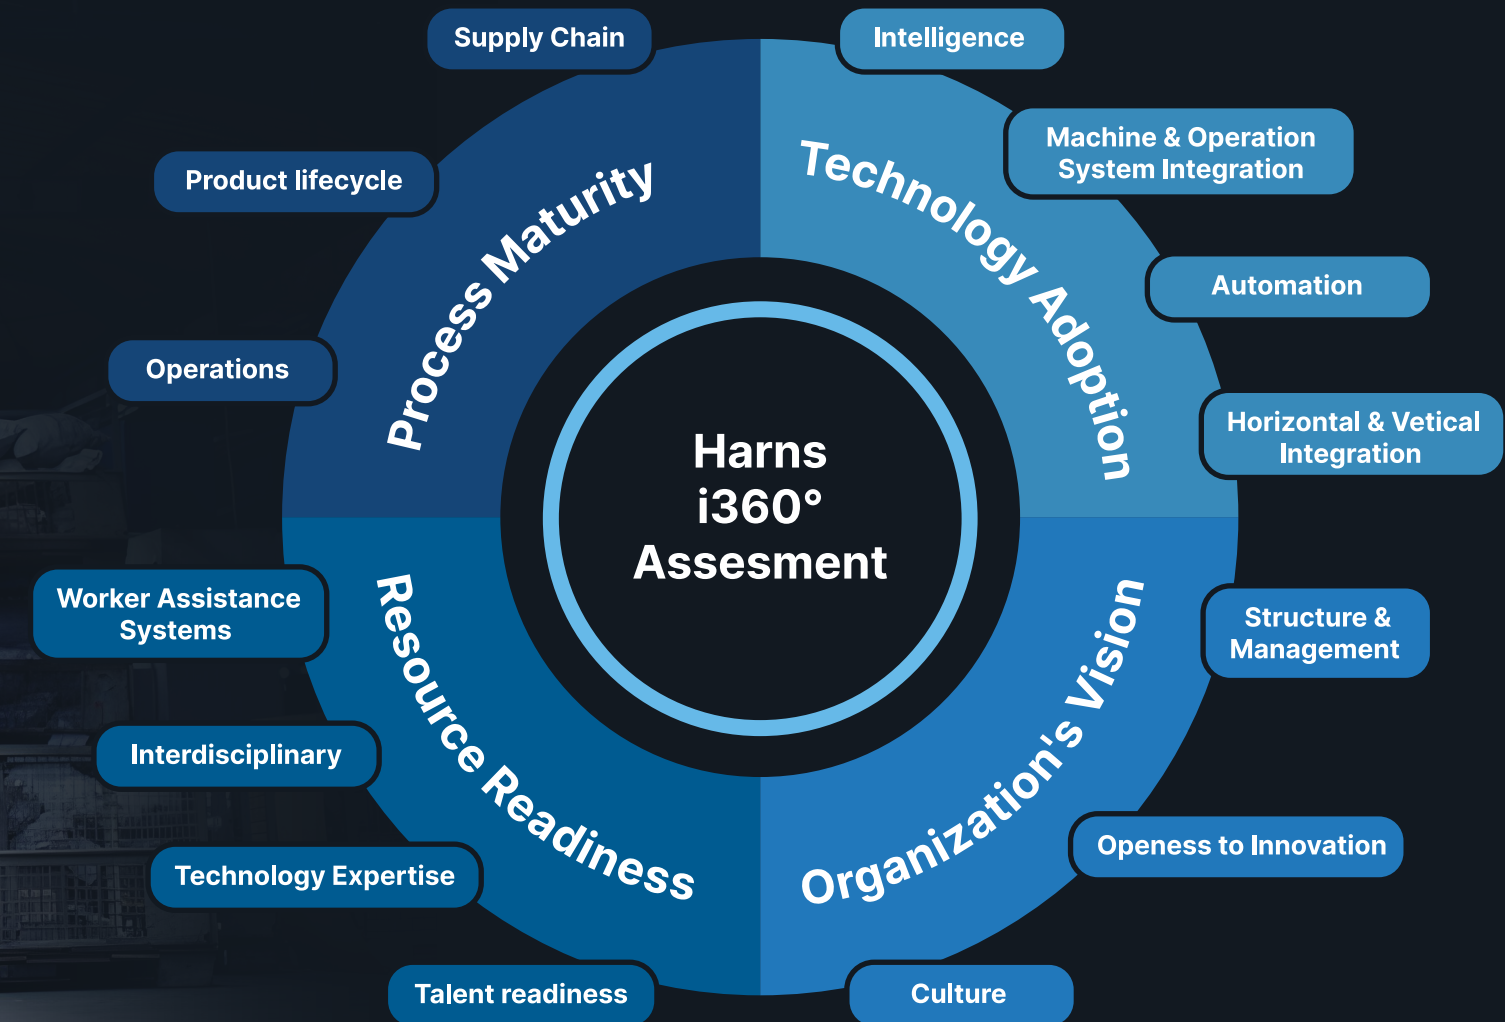 Supply Chain
Intelligence
Machine & Operation
System Integration
Product lifecycle
Process Maturity
Technology Adoption
Automation
Operations
Horizontal & Vetical
Integration
Harns
i360°
Assesment
Worker Assistance
Systems
Resource Readiness
Organization's Vision
Structure &
Management
Interdisciplinary
Openess to Innovation
Technology Expertise
Talent readiness
Culture